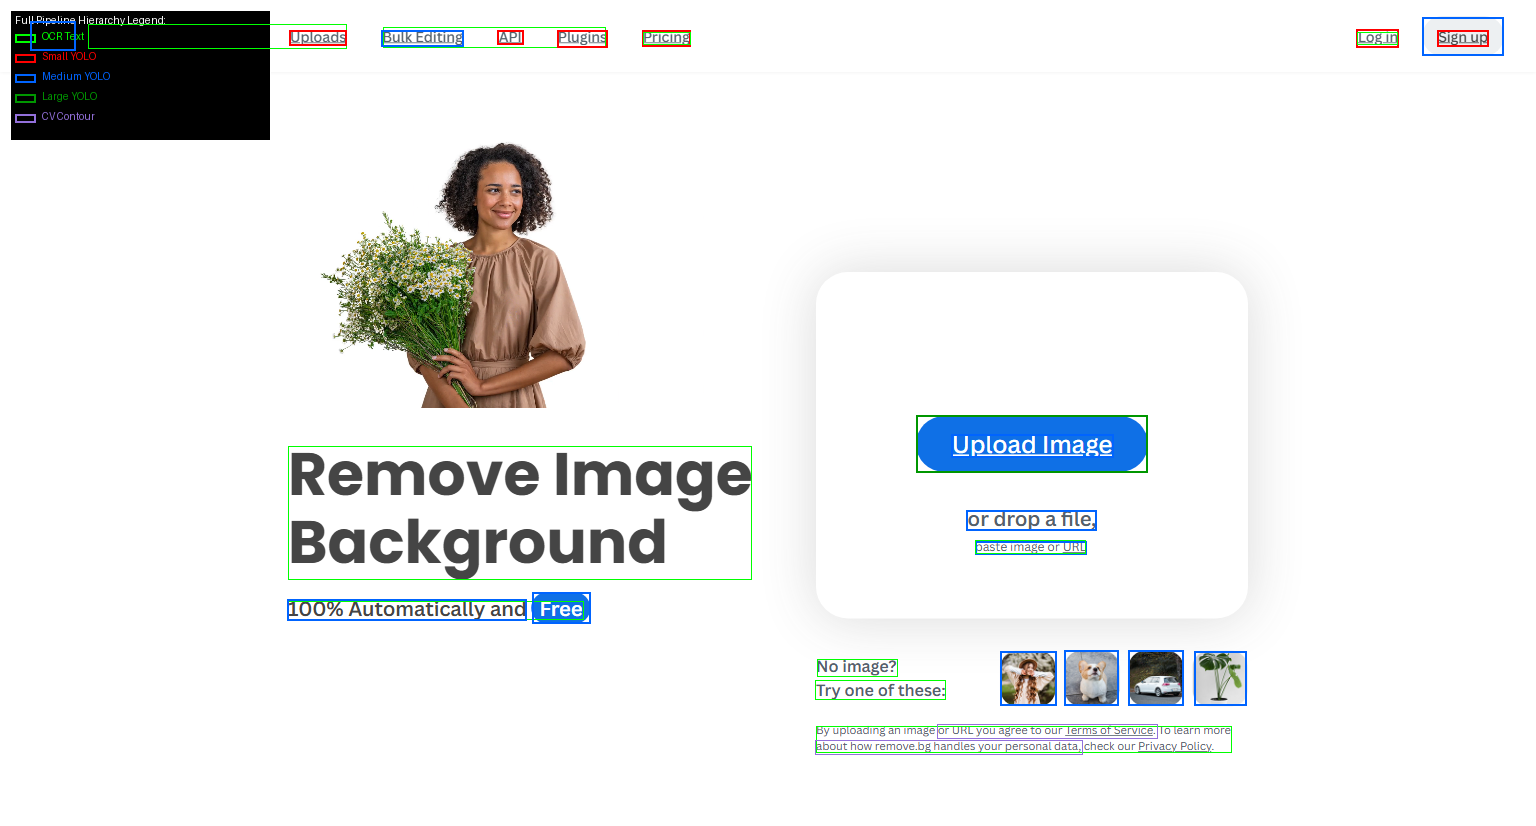 Full Pipeline Hierarchy Legend:
OCR Text
Small YOLO
Medium YOLO
Large YOLO
CV Contour
Uploads Bulk Editing API Plugins Pricing Log in Sign up
Remove Image
Background
100% Automatically and Free
Upload Image
or drop a file,
paste image or URL
No image?
Try one of these:
By uploading an image or URL you agree to our Terms of Service. To learn more
about how remove.bg handles your personal data, check our Privacy Policy.